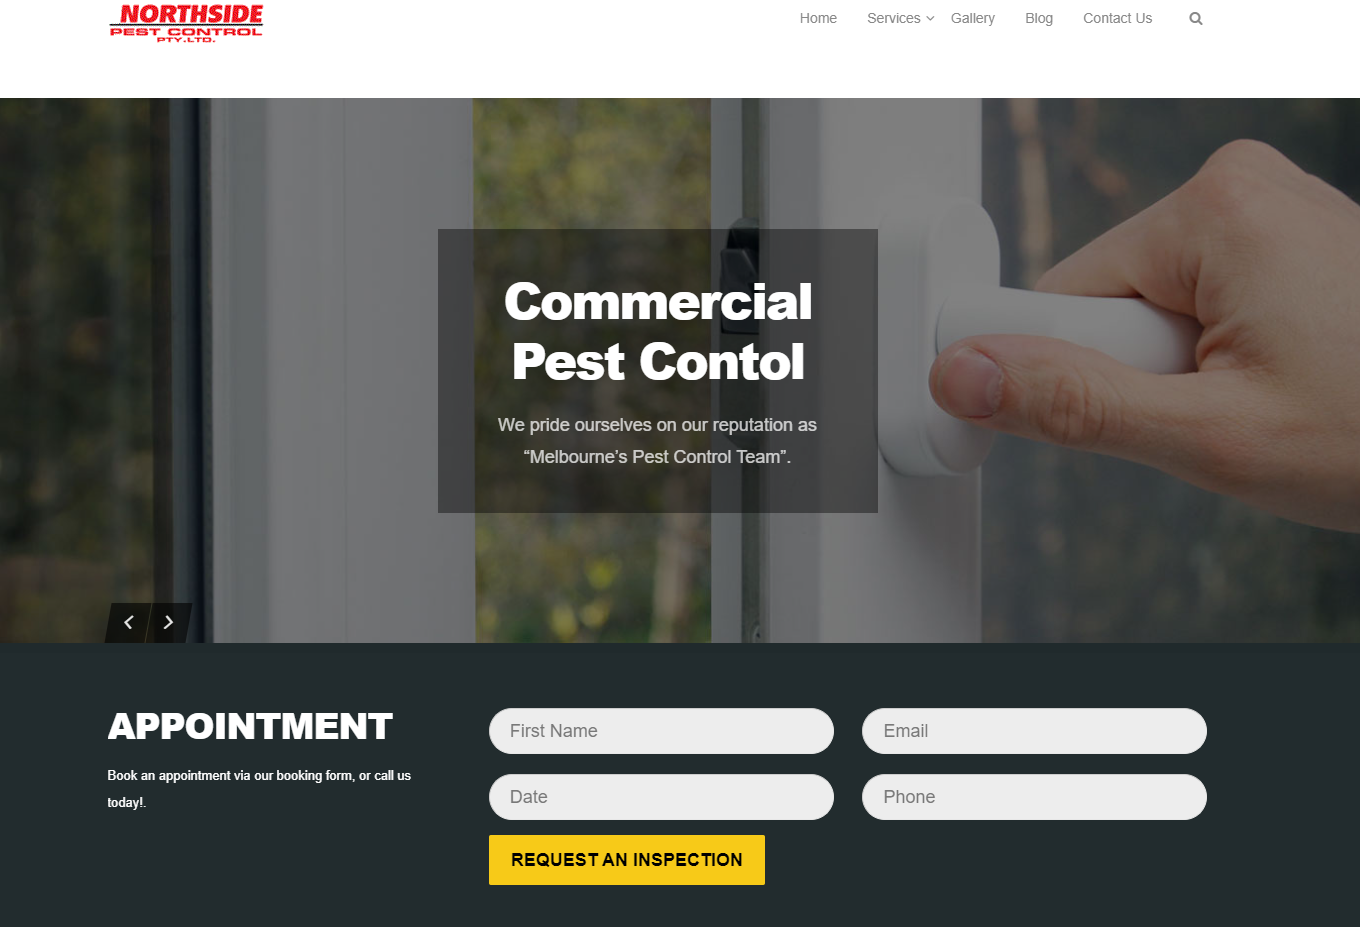 NORTHSIDE
PEST CONTROL
PTY.LTD.
Home Services Gallery Blog Contact Us
Commercial
Pest Contol
We pride ourselves on our reputation as
“Melbourne’s Pest Control Team”.
APPOINTMENT
Book an appointment via our booking form, or call us
today!.
First Name Email
Date Phone
REQUEST AN INSPECTION